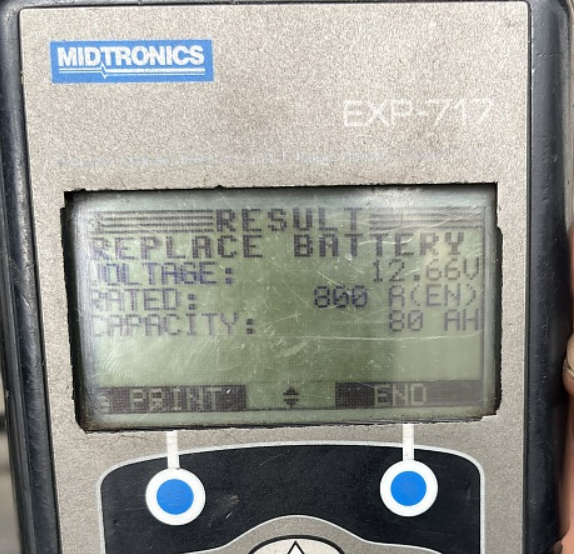 MIDTRONICS
EXP-717
RESULT
REPLACE BATTERY
VOLTAGE: 12.66V
RATED: 800 A(EN)
CAPACITY: 80 AH
PRINT END